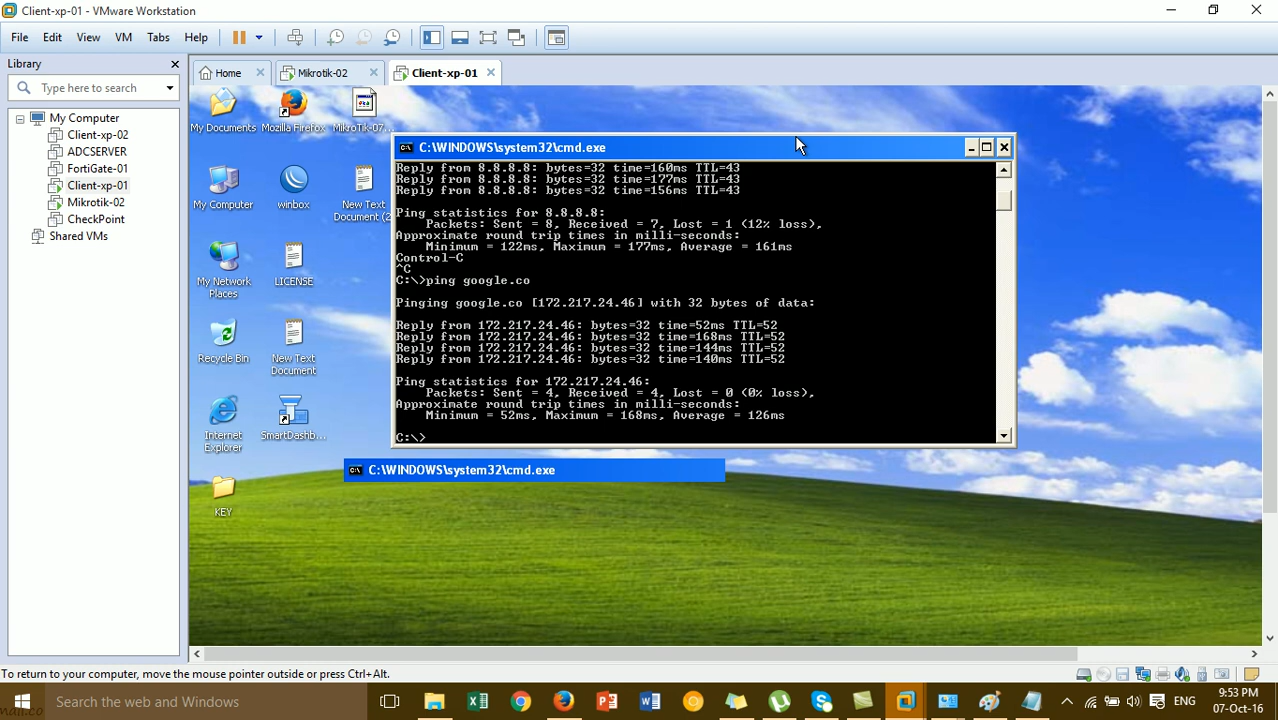 Client-xp-01 - VMware Workstation
File Edit View VM Tabs Help
Library
Type here to search
My Computer
Client-xp-02
ADCSERVER
FortiGate-01
Client-xp-01
Mikrotik-02
CheckPoint
Shared VMs
Home
Mikrotik-02
Client-xp-01
My Documents
Mozilla Firefox
MikroTik-07...
My Computer
winbox
New Text
Document (2
My Network
Places
LICENSE
Recycle Bin
New Text
Document
Internet
Explorer
SmartDashb...
KEY
C:\WINDOWS\system32\cmd.exe
Reply from 8.8.8.8: bytes=32 time=160ms TTL=43
Reply from 8.8.8.8: bytes=32 time=177ms TTL=43
Reply from 8.8.8.8: bytes=32 time=156ms TTL=43
Ping statistics for 8.8.8.8:
Packets: Sent = 8, Received = 7, Lost = 1 (12% loss),
Approximate round trip times in milli-seconds:
Minimum = 122ms, Maximum = 177ms, Average = 161ms
Control-C
^C
C:\>ping google.co
Pinging google.co [172.217.24.46] with 32 bytes of data:
Reply from 172.217.24.46: bytes=32 time=52ms TTL=52
Reply from 172.217.24.46: bytes=32 time=168ms TTL=52
Reply from 172.217.24.46: bytes=32 time=144ms TTL=52
Reply from 172.217.24.46: bytes=32 time=140ms TTL=52
Ping statistics for 172.217.24.46:
Packets: Sent = 4, Received = 4, Lost = 0 (0% loss),
Approximate round trip times in milli-seconds:
Minimum = 52ms, Maximum = 168ms, Average = 126ms
C:\>
C:\WINDOWS\system32\cmd.exe
To return to your computer, move the mouse pointer outside or press Ctrl+Alt.
Search the web and Windows
ENG
9:53 PM
07-Oct-16